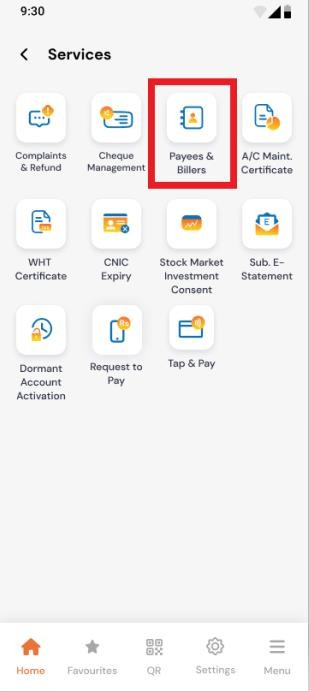 9:30
Services
Complaints
& Refund
Cheque
Management
Payees &
Billers
A/C Maint.
Certificate
WHT
Certificate
CNIC
Expiry
Stock Market
Investment
Consent
Sub. E-
Statement
Dormant
Account
Activation
Request to
Pay
Tap & Pay
Home
Favourites
QR
Settings
Menu